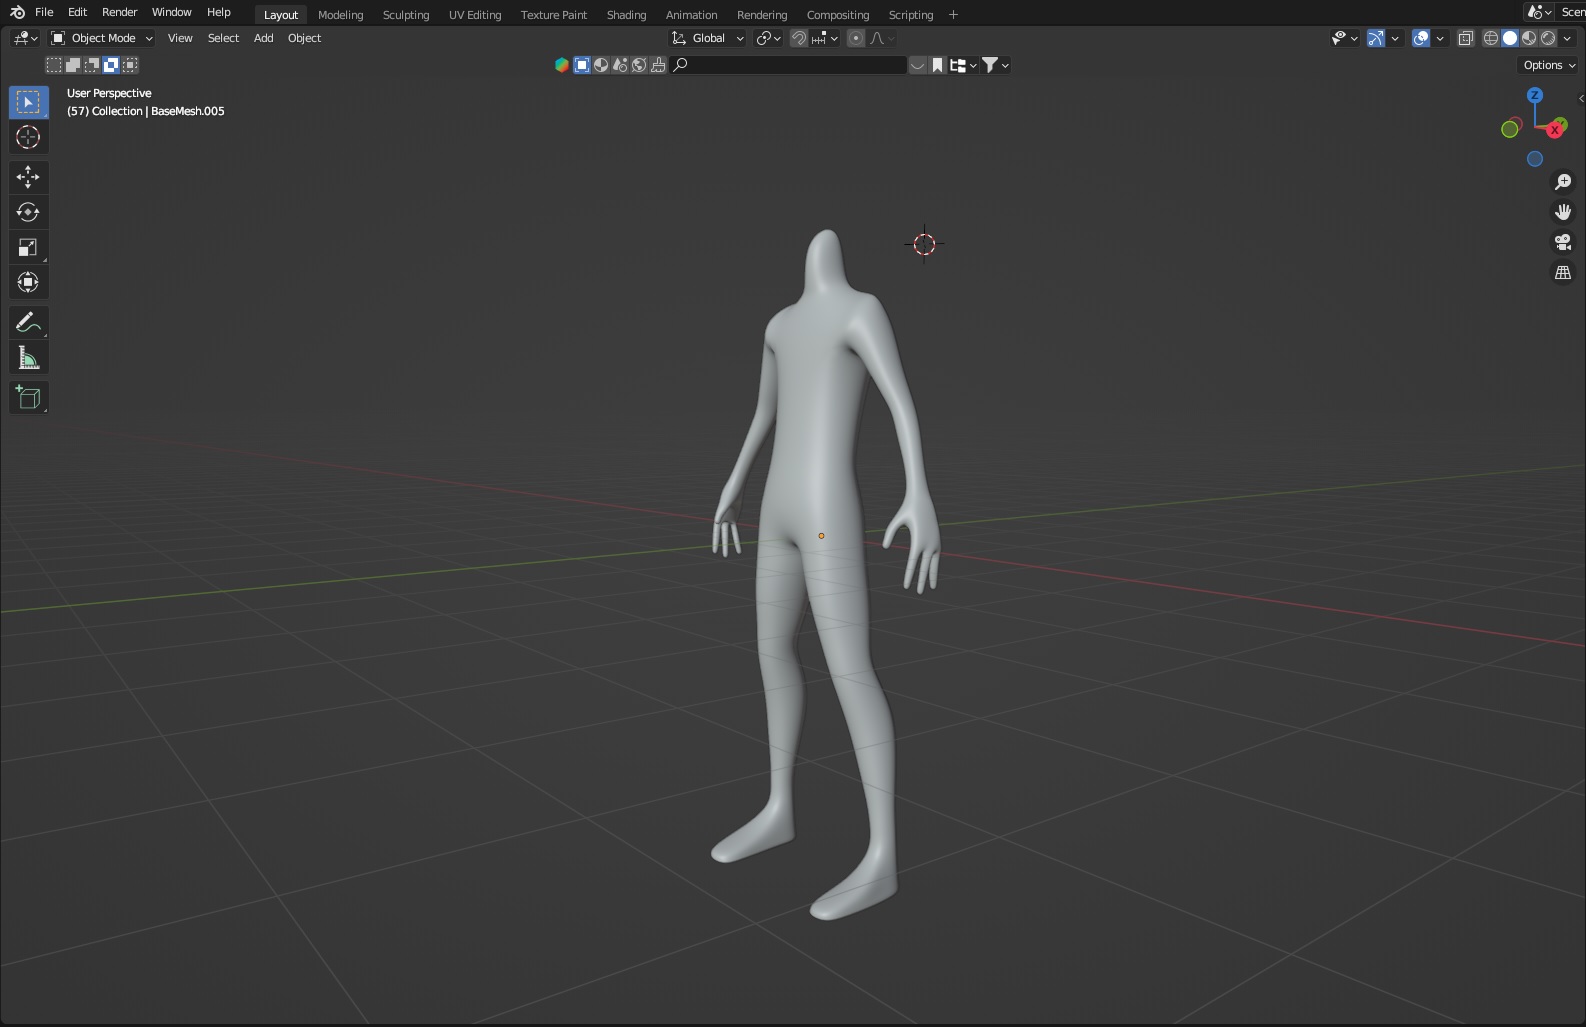 File Edit Render Window Help Layout Modeling Sculpting UV Editing Texture Paint Shading Animation Rendering Compositing Scripting + Scen
Object Mode View Select Add Object Global
Options
User Perspective
(57) Collection | BaseMesh.005
Z
X